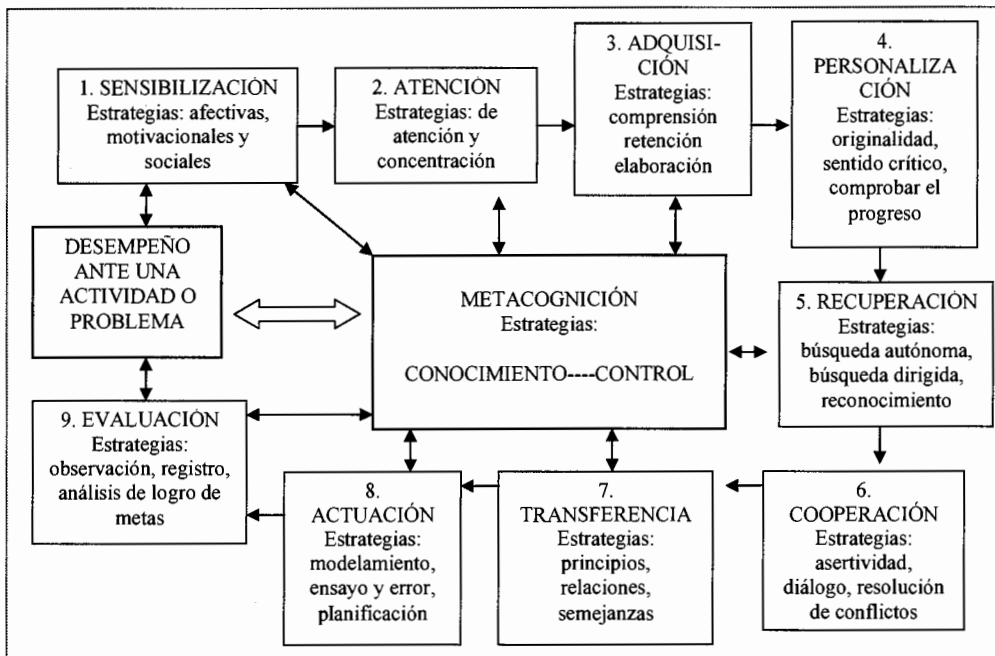 1. SENSIBILIZACIÓN
Estrategias: afectivas,
motivacionales y
sociales
2. ATENCIÓN
Estrategias: de
atención y
concentración
3. ADQUISI-
CIÓN
Estrategias:
comprensión
retención
elaboración
4.
PERSONALIZA
CIÓN
Estrategias:
originalidad,
sentido crítico,
comprobar el
progreso
DESEMPEÑO
ANTE UNA
ACTIVIDAD O
PROBLEMA
METACOGNICIÓN
Estrategias:
CONOCIMIENTO----CONTROL
5. RECUPERACIÓN
Estrategias:
búsqueda autónoma,
búsqueda dirigida,
reconocimiento
9. EVALUACIÓN
Estrategias:
observación, registro,
análisis de logro de
metas
8.
ACTUACIÓN
Estrategias:
modelamiento,
ensayo y error,
planificación
7.
TRANSFERENCIA
Estrategias:
principios,
relaciones,
semejanzas
6.
COOPERACIÓN
Estrategias:
asertividad,
diálogo, resolución
de conflictos